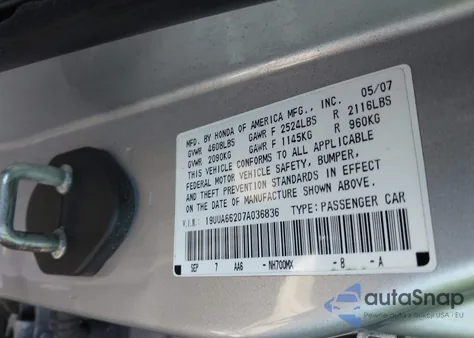 05/07
MFD. BY HONDA OF AMERICA MFG., INC.
GVWR 4608LBS GAWR F 2524LBS R 2116LBS
GVWR 2090KG GAWR F 1145KG R 960KG
THIS VEHICLE CONFORMS TO ALL APPLICABLE
FEDERAL MOTOR VEHICLE SAFETY, BUMPER,
AND THEFT PREVENTION STANDARDS IN EFFECT
ON THE DATE OF MANUFACTURE SHOWN ABOVE.
V.I.N.: 19UUA66207A036836 TYPE:PASSENGER CAR
SEP 7 AA6 -NH700MX -B -A
autoSnap